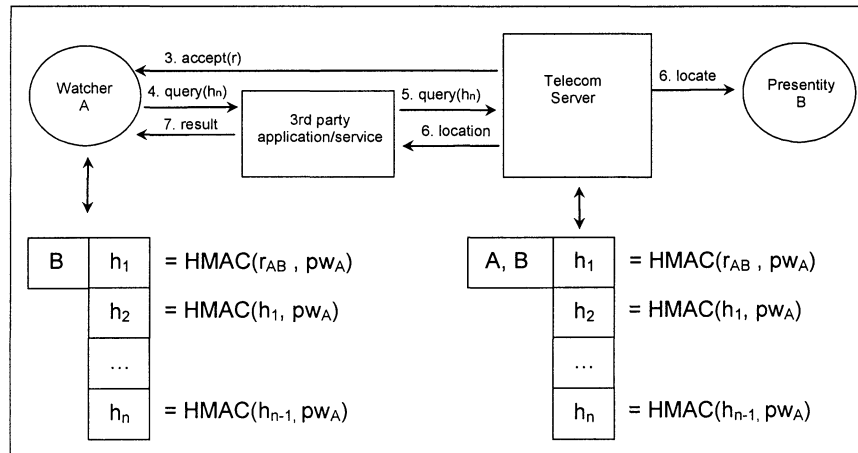 3. accept(r)
Watcher
A
4. query(hn)
7. result
3rd party
application/service
5. query(hn)
6. location
Telecom
Server
6. locate
Presentity
B
B h1 = HMAC(rAB , pwA)
h2 = HMAC(h1, pwA)
...
hn = HMAC(hn-1, pwA)
A, B h1 = HMAC(rAB , pwA)
h2 = HMAC(h1, pwA)
...
hn = HMAC(hn-1, pwA)